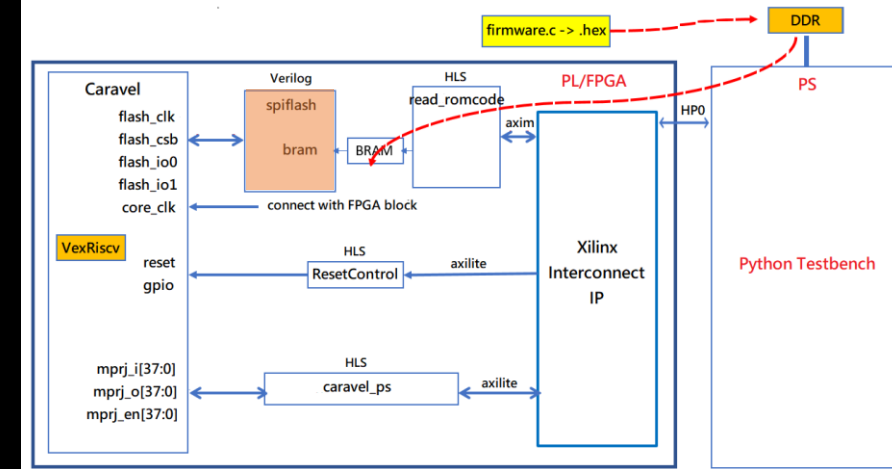 firmware.c -> .hex
DDR
PS
HP0
Python Testbench
PL/FPGA
Caravel
flash_clk
flash_csb
flash_io0
flash_io1
core_clk
VexRiscv
reset
gpio
mprj_i[37:0]
mprj_o[37:0]
mprj_en[37:0]
Verilog
spiflash
bram
BRAM
HLS
read_romcode
axim
connect with FPGA block
HLS
ResetControl
axilite
HLS
caravel_ps
axilite
Xilinx
Interconnect
IP